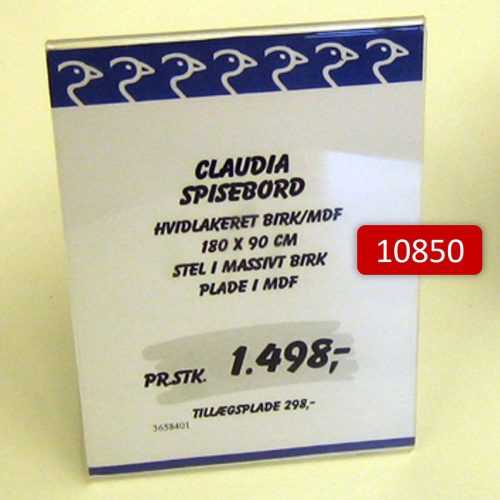 CLAUDIA
SPISEBORD
HVIDLAKERET BIRK/MDF
180 X 90 CM
STEL I MASSIVT BIRK
PLADE I MDF
10850
PR.STK. 1.498,-
TILLÆGSPLADE 298,-
3658401